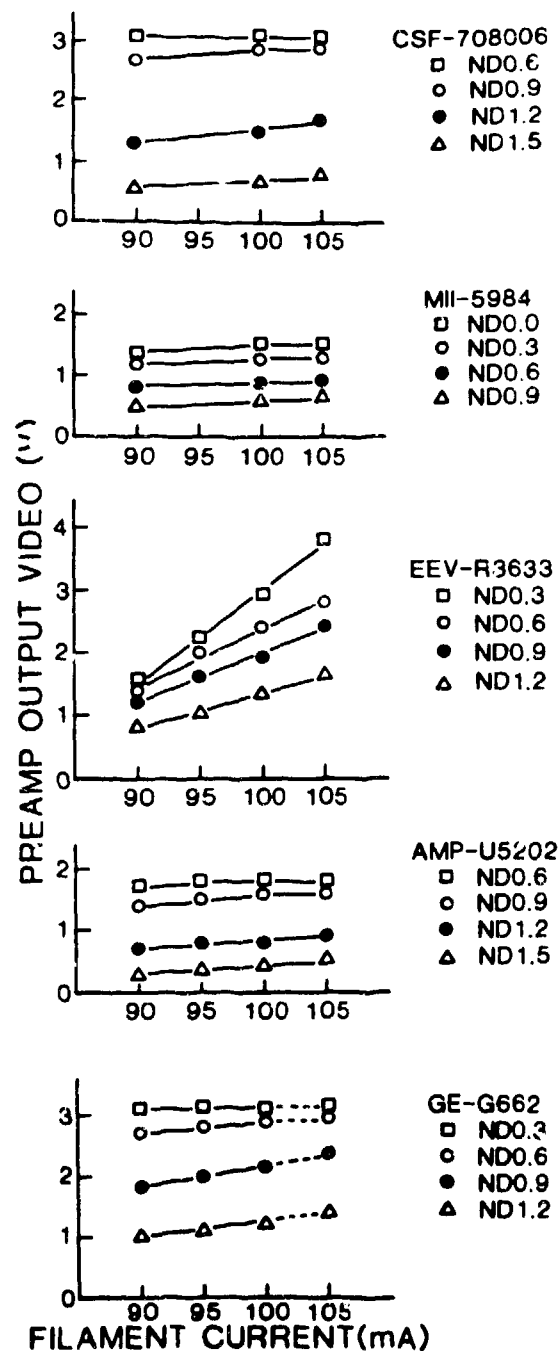 CSF-708006
□ ND0.6
○ ND0.9
● ND1.2
△ ND1.5
3
2
1
0
90 95 100 105
MII-5984
□ ND0.0
○ ND0.3
● ND0.6
△ ND0.9
2
1
0
90 95 100 105
PREAMP OUTPUT VIDEO
EEV-R3633
□ ND0.3
○ ND0.6
● ND0.9
△ ND1.2
4
3
2
1
0
90 95 100 105
AMP-U5202
□ ND0.6
○ ND0.9
● ND1.2
△ ND1.5
2
1
0
90 95 100 105
GE-G662
□ ND0.3
○ ND0.6
● ND0.9
△ ND1.2
3
2
1
0
90 95 100 105
FILAMENT CURRENT(mA)